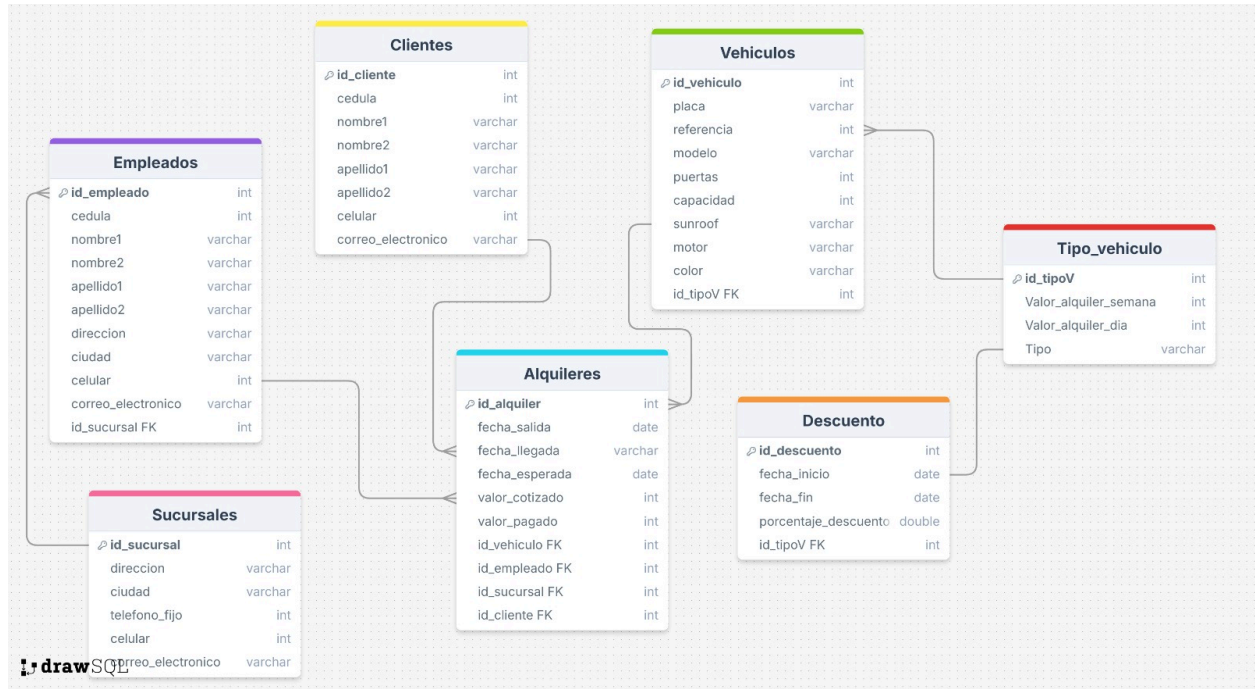 Clientes
id_cliente int
cedula int
nombre1 varchar
nombre2 varchar
apellido1 varchar
apellido2 varchar
celular int
correo_electronico varchar
Vehiculos
id_vehiculo int
placa varchar
referencia int
modelo varchar
puertas int
capacidad int
sunroof varchar
motor varchar
color varchar
id_tipoV FK int
Empleados
id_empleado int
cedula int
nombre1 varchar
nombre2 varchar
apellido1 varchar
apellido2 varchar
direccion varchar
ciudad varchar
celular int
correo_electronico varchar
id_sucursal FK int
Tipo_vehiculo
id_tipoV int
Valor_alquiler_semana int
Valor_alquiler_dia int
Tipo varchar
Alquileres
id_alquiler int
fecha_salida date
fecha_llegada varchar
fecha_esperada date
valor_cotizado int
valor_pagado int
id_vehiculo FK int
id_empleado FK int
id_sucursal FK int
id_cliente FK int
Descuento
id_descuento int
fecha_inicio date
fecha_fin date
porcentaje_descuento double
id_tipoV FK int
Sucursales
id_sucursal int
direccion varchar
ciudad varchar
telefono_fijo int
celular int
correo_electronico varchar
drawSQL